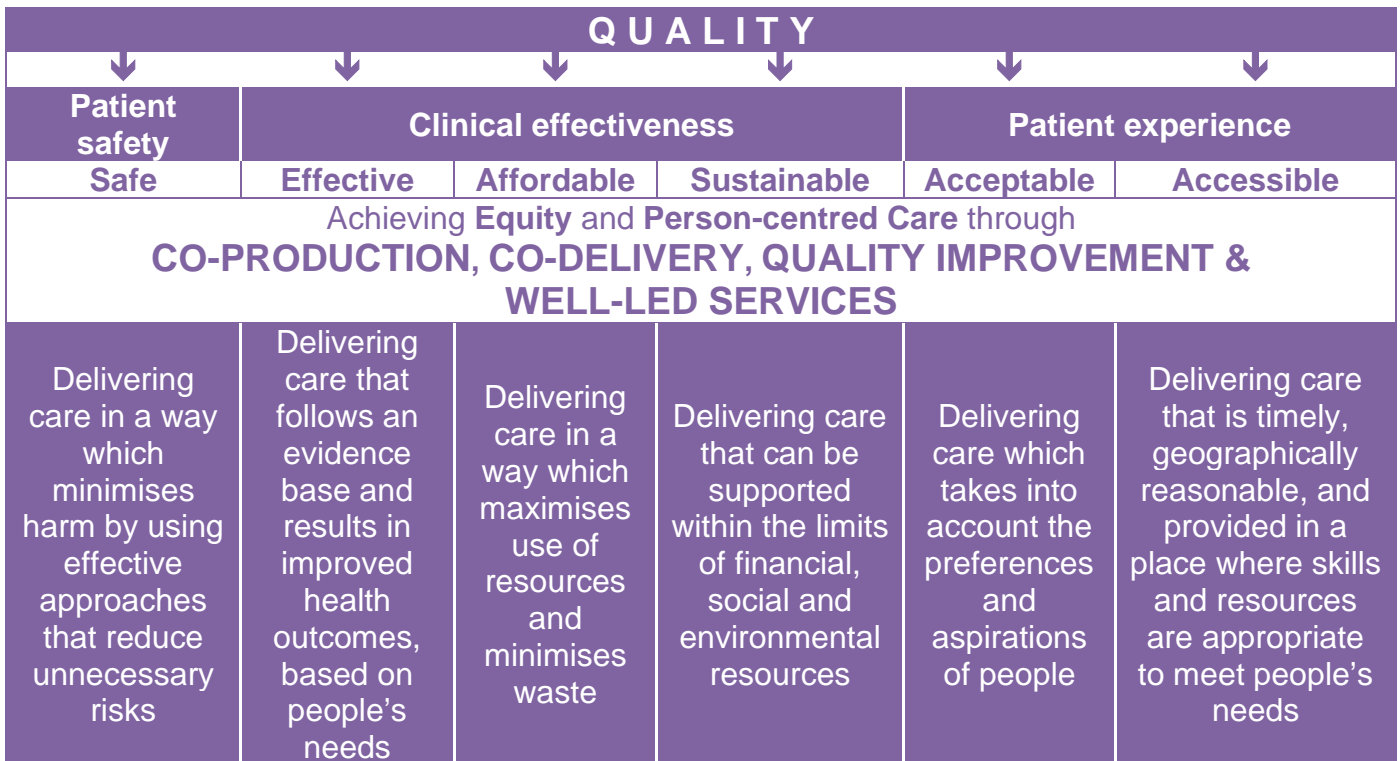 QUALITY
Patient
safety
Clinical effectiveness
Patient experience
Safe
Effective
Affordable
Sustainable
Acceptable
Accessible
Achieving Equity and Person-centred Care through
CO-PRODUCTION, CO-DELIVERY, QUALITY IMPROVEMENT &
WELL-LED SERVICES
Delivering
care in a way
which
minimises
harm by using
effective
approaches
that reduce
unnecessary
risks
Delivering
care that
follows an
evidence
base and
results in
improved
health
outcomes,
based on
people’s
needs
Delivering
care in a
way which
maximises
use of
resources
and
minimises
waste
Delivering care
that can be
supported
within the limits
of financial,
social and
environmental
resources
Delivering
care which
takes into
account the
preferences
and
aspirations
of people
Delivering care
that is timely,
geographically
reasonable, and
provided in a
place where skills
and resources
are appropriate
to meet people’s
needs